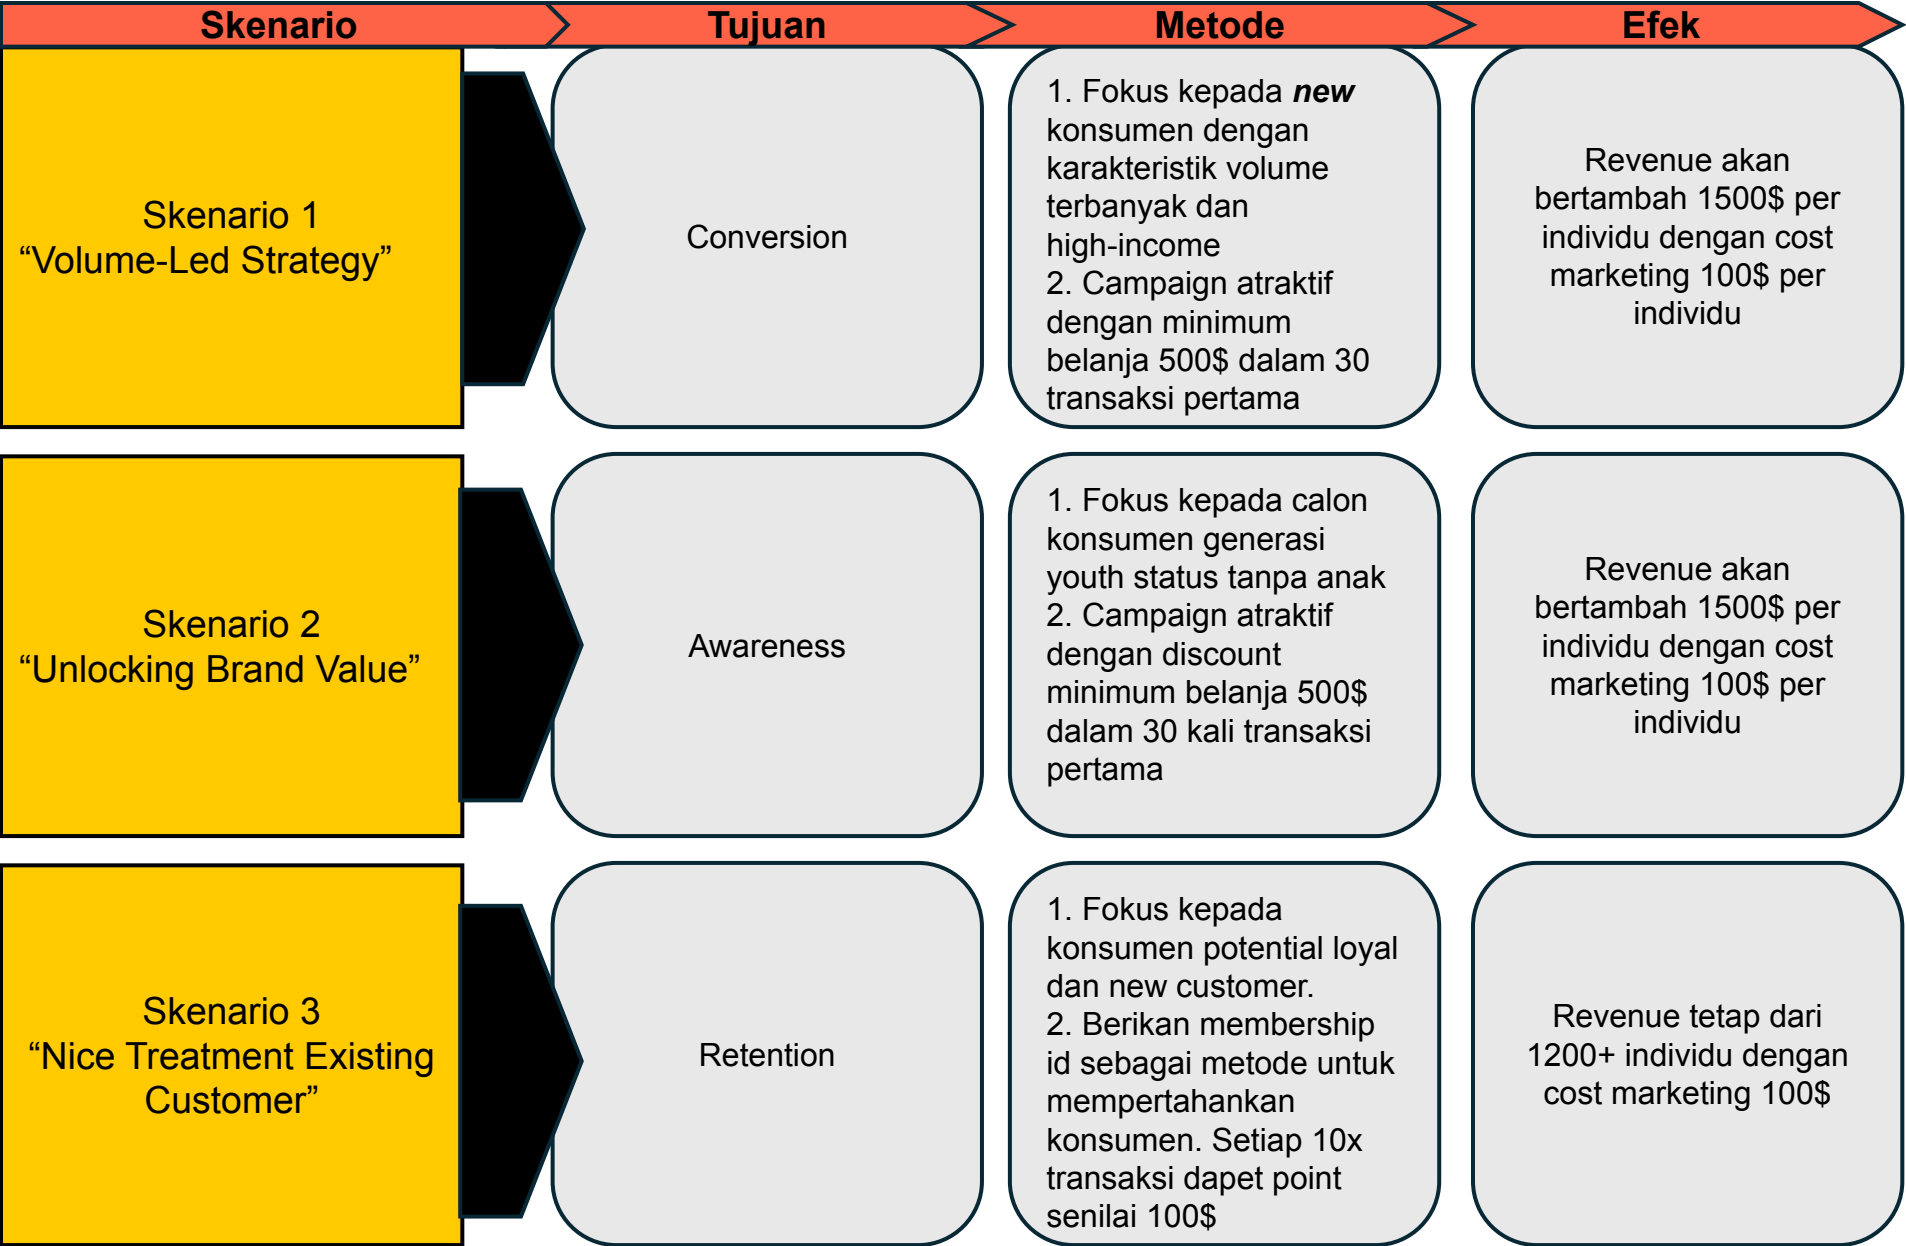 Skenario
Tujuan
Metode
Efek
Skenario 1
“Volume-Led Strategy”
Conversion
1. Fokus kepada new
konsumen dengan
karakteristik volume
terbanyak dan
high-income
2. Campaign atraktif
dengan minimum
belanja 500$ dalam 30
transaksi pertama
Revenue akan
bertambah 1500$ per
individu dengan cost
marketing 100$ per
individu
Skenario 2
“Unlocking Brand Value”
Awareness
1. Fokus kepada calon
konsumen generasi
youth status tanpa anak
2. Campaign atraktif
dengan discount
minimum belanja 500$
dalam 30 kali transaksi
pertama
Revenue akan
bertambah 1500$ per
individu dengan cost
marketing 100$ per
individu
Skenario 3
“Nice Treatment Existing
Customer”
Retention
1. Fokus kepada
konsumen potential loyal
dan new customer.
2. Berikan membership
id sebagai metode untuk
mempertahankan
konsumen. Setiap 10x
transaksi dapet point
senilai 100$
Revenue tetap dari
1200+ individu dengan
cost marketing 100$